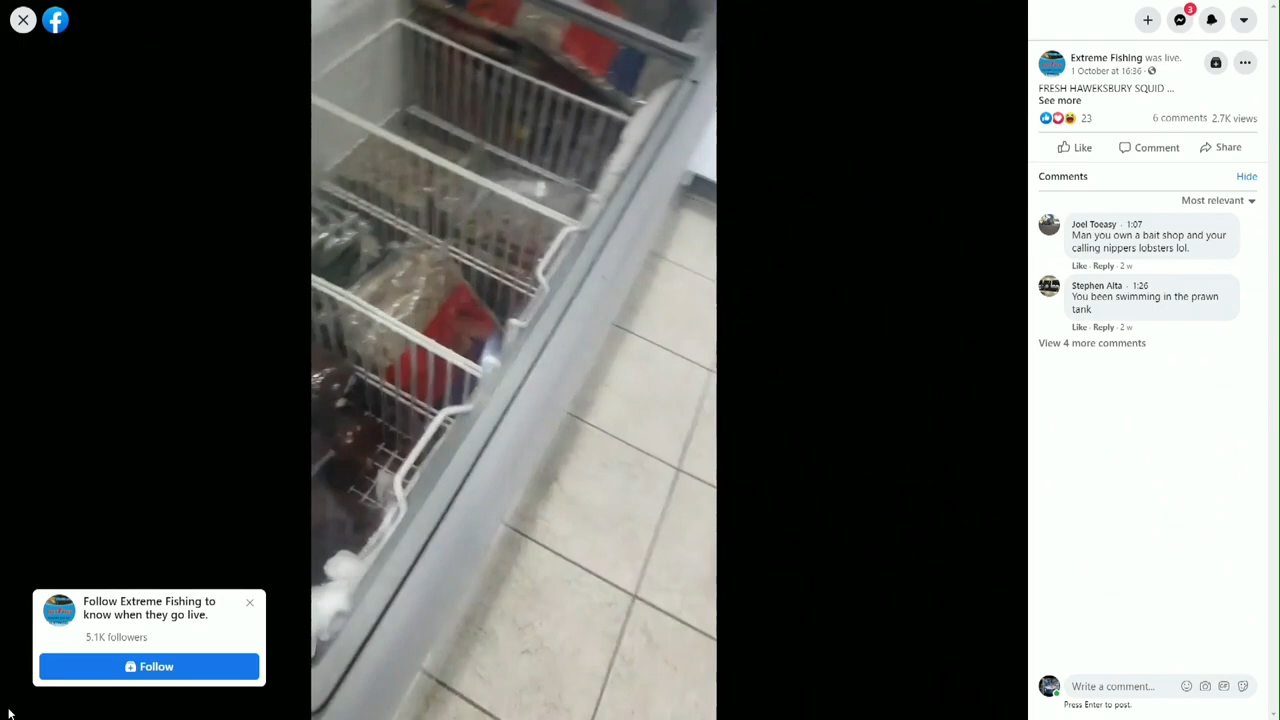 3
Extreme Fishing was live.
1 October at 16:36 ·
FRESH HAWEKSBURY SQUID ...
See more
23
6 comments 2.7K views
Like Comment Share
Comments Hide
Most relevant
Joel Toeasy · 1:07
Man you own a bait shop and your
calling nippers lobsters lol.
Like · Reply · 2 w
Stephen Alta · 1:26
You been swimming in the prawn
tank
Like · Reply · 2 w
View 4 more comments
Follow Extreme Fishing to
know when they go live.
5.1K followers
Follow
Write a comment...
Press Enter to post.